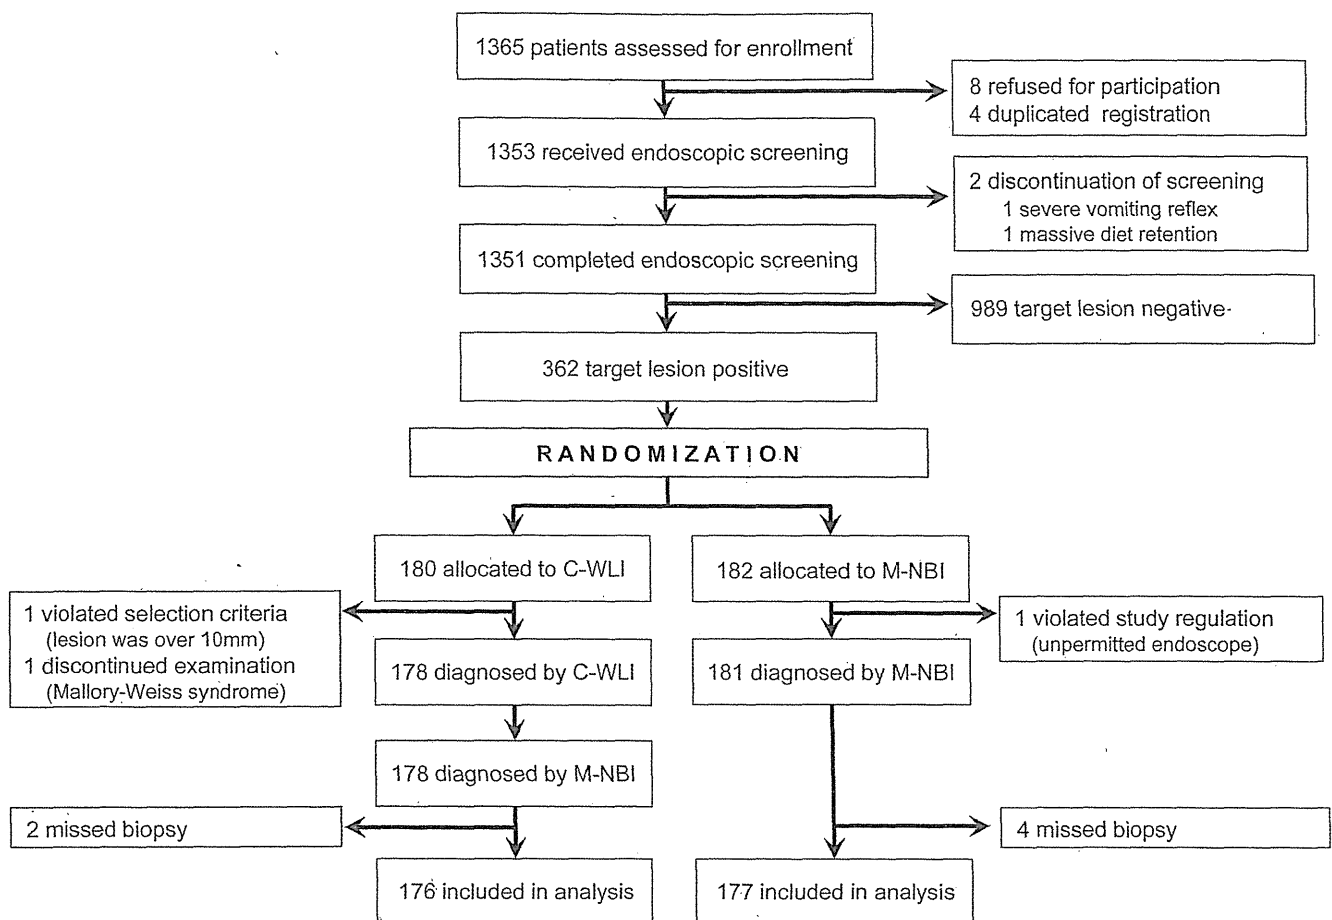 1365 patients assessed for enrollment
8 refused for participation
4 duplicated registration
1353 received endoscopic screening
2 discontinuation of screening
1 severe vomiting reflex
1 massive diet retention
1351 completed endoscopic screening
989 target lesion negative
362 target lesion positive
RANDOMIZATION
180 allocated to C-WLI
182 allocated to M-NBI
1 violated selection criteria
(lesion was over 10mm)
1 discontinued examination
(Mallory-Weiss syndrome)
1 violated study regulation
(unpermitted endoscope)
178 diagnosed by C-WLI
181 diagnosed by M-NBI
178 diagnosed by M-NBI
2 missed biopsy
4 missed biopsy
176 included in analysis
177 included in analysis